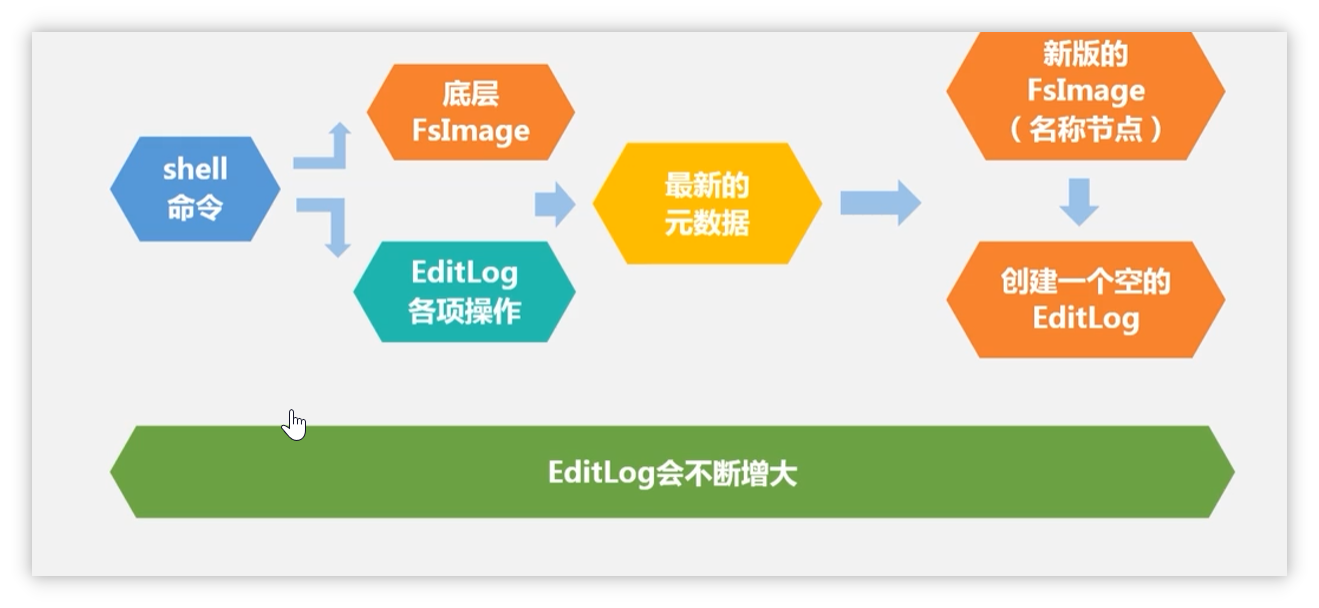 shell
命令
底层
FsImage
EditLog
各项操作
最新的
元数据
新版的
FsImage
（名称节点）
创建一个空的
EditLog
EditLog会不断增大